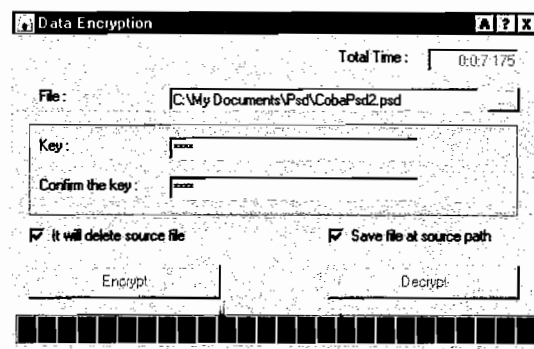 Data Encryption A ? X
Total Time : 0:0:7:175
File : C:\My Documents\Psd\CobaPsd2.psd
Key : ****
Confirm the key : ****
It will delete source file Save file at source path
Encrypt Decrypt